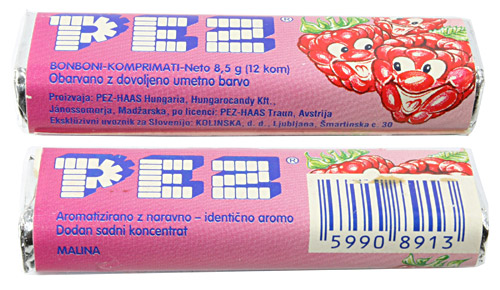 PEZ®
BONBONI-KOMPRIMATI-Neto 8,5 g (12 kom)
Obarvano z dovoljeno umetno barvo
Proizvaja: PEZ-HAAS Hungaria, Hungarocandy Kft.,
Jánossomorja, Madžarska, po licenci: PEZ-HAAS Traun, Avstrija
Ekskluzivni uvoznik za Slovenijo: KOLINSKA, d. d., Ljubljana, Šmartinska c. 30
PEZ®
Aromatizirano z naravno – identično aromo
Dodan sadni koncentrat
MALINA
5990 8913